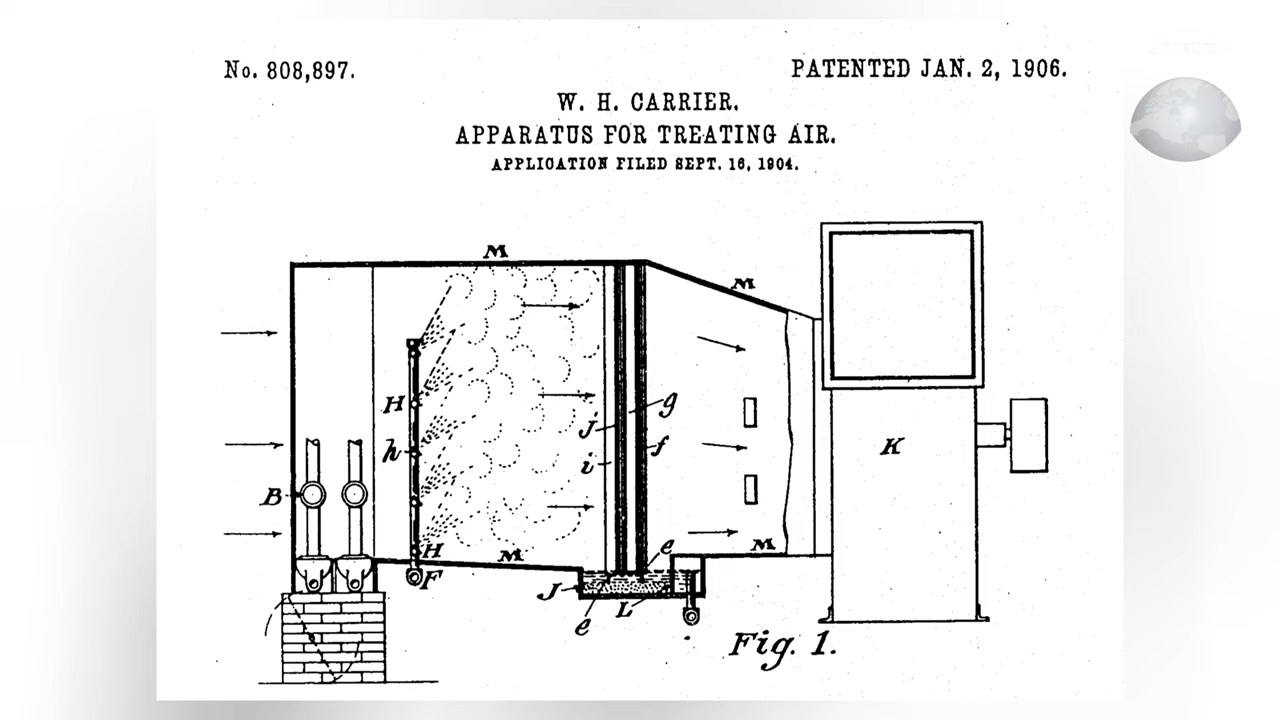 No. 808,897.
PATENTED JAN. 2, 1906.
W. H. CARRIER.
APPARATUS FOR TREATING AIR.
APPLICATION FILED SEPT. 16, 1904.
M
M
H
g
j
h
f
i
K
B
H
M
e
M
F
J
L
e
Fig. 1.